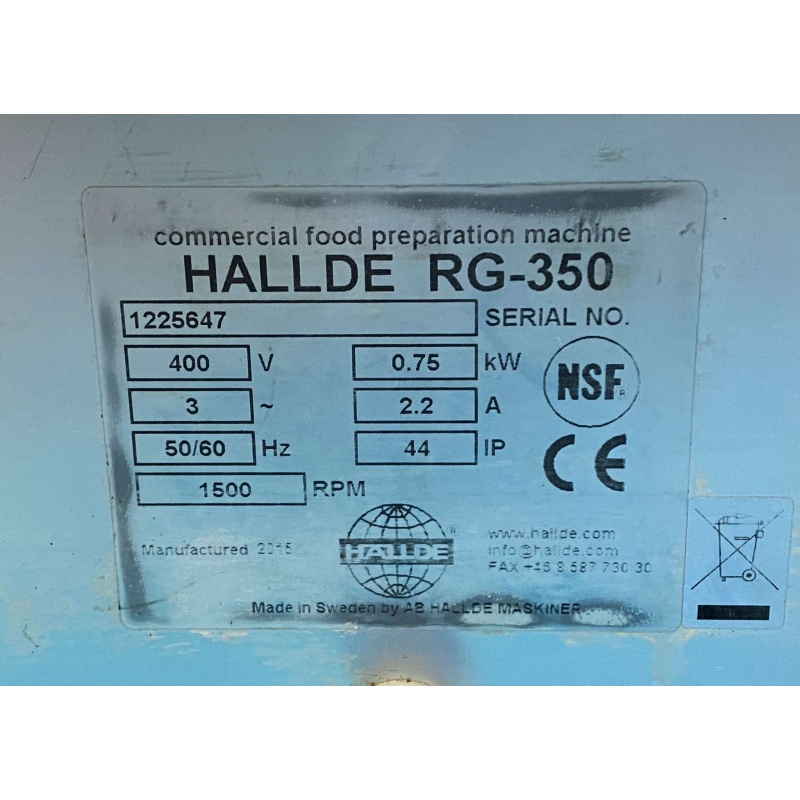 commercial food preparation machine
HALLDE RG-350
1225647 SERIAL NO.
400 V 0.75 kW
3 ~ 2.2 A
50/60 Hz 44 IP
1500 RPM
NSF®
CE
Manufactured 2015
HALLDE®
www.hallde.com
info@hallde.com
FAX +46 8 587 730 30
Made in Sweden by AB HALLDE MASKINER